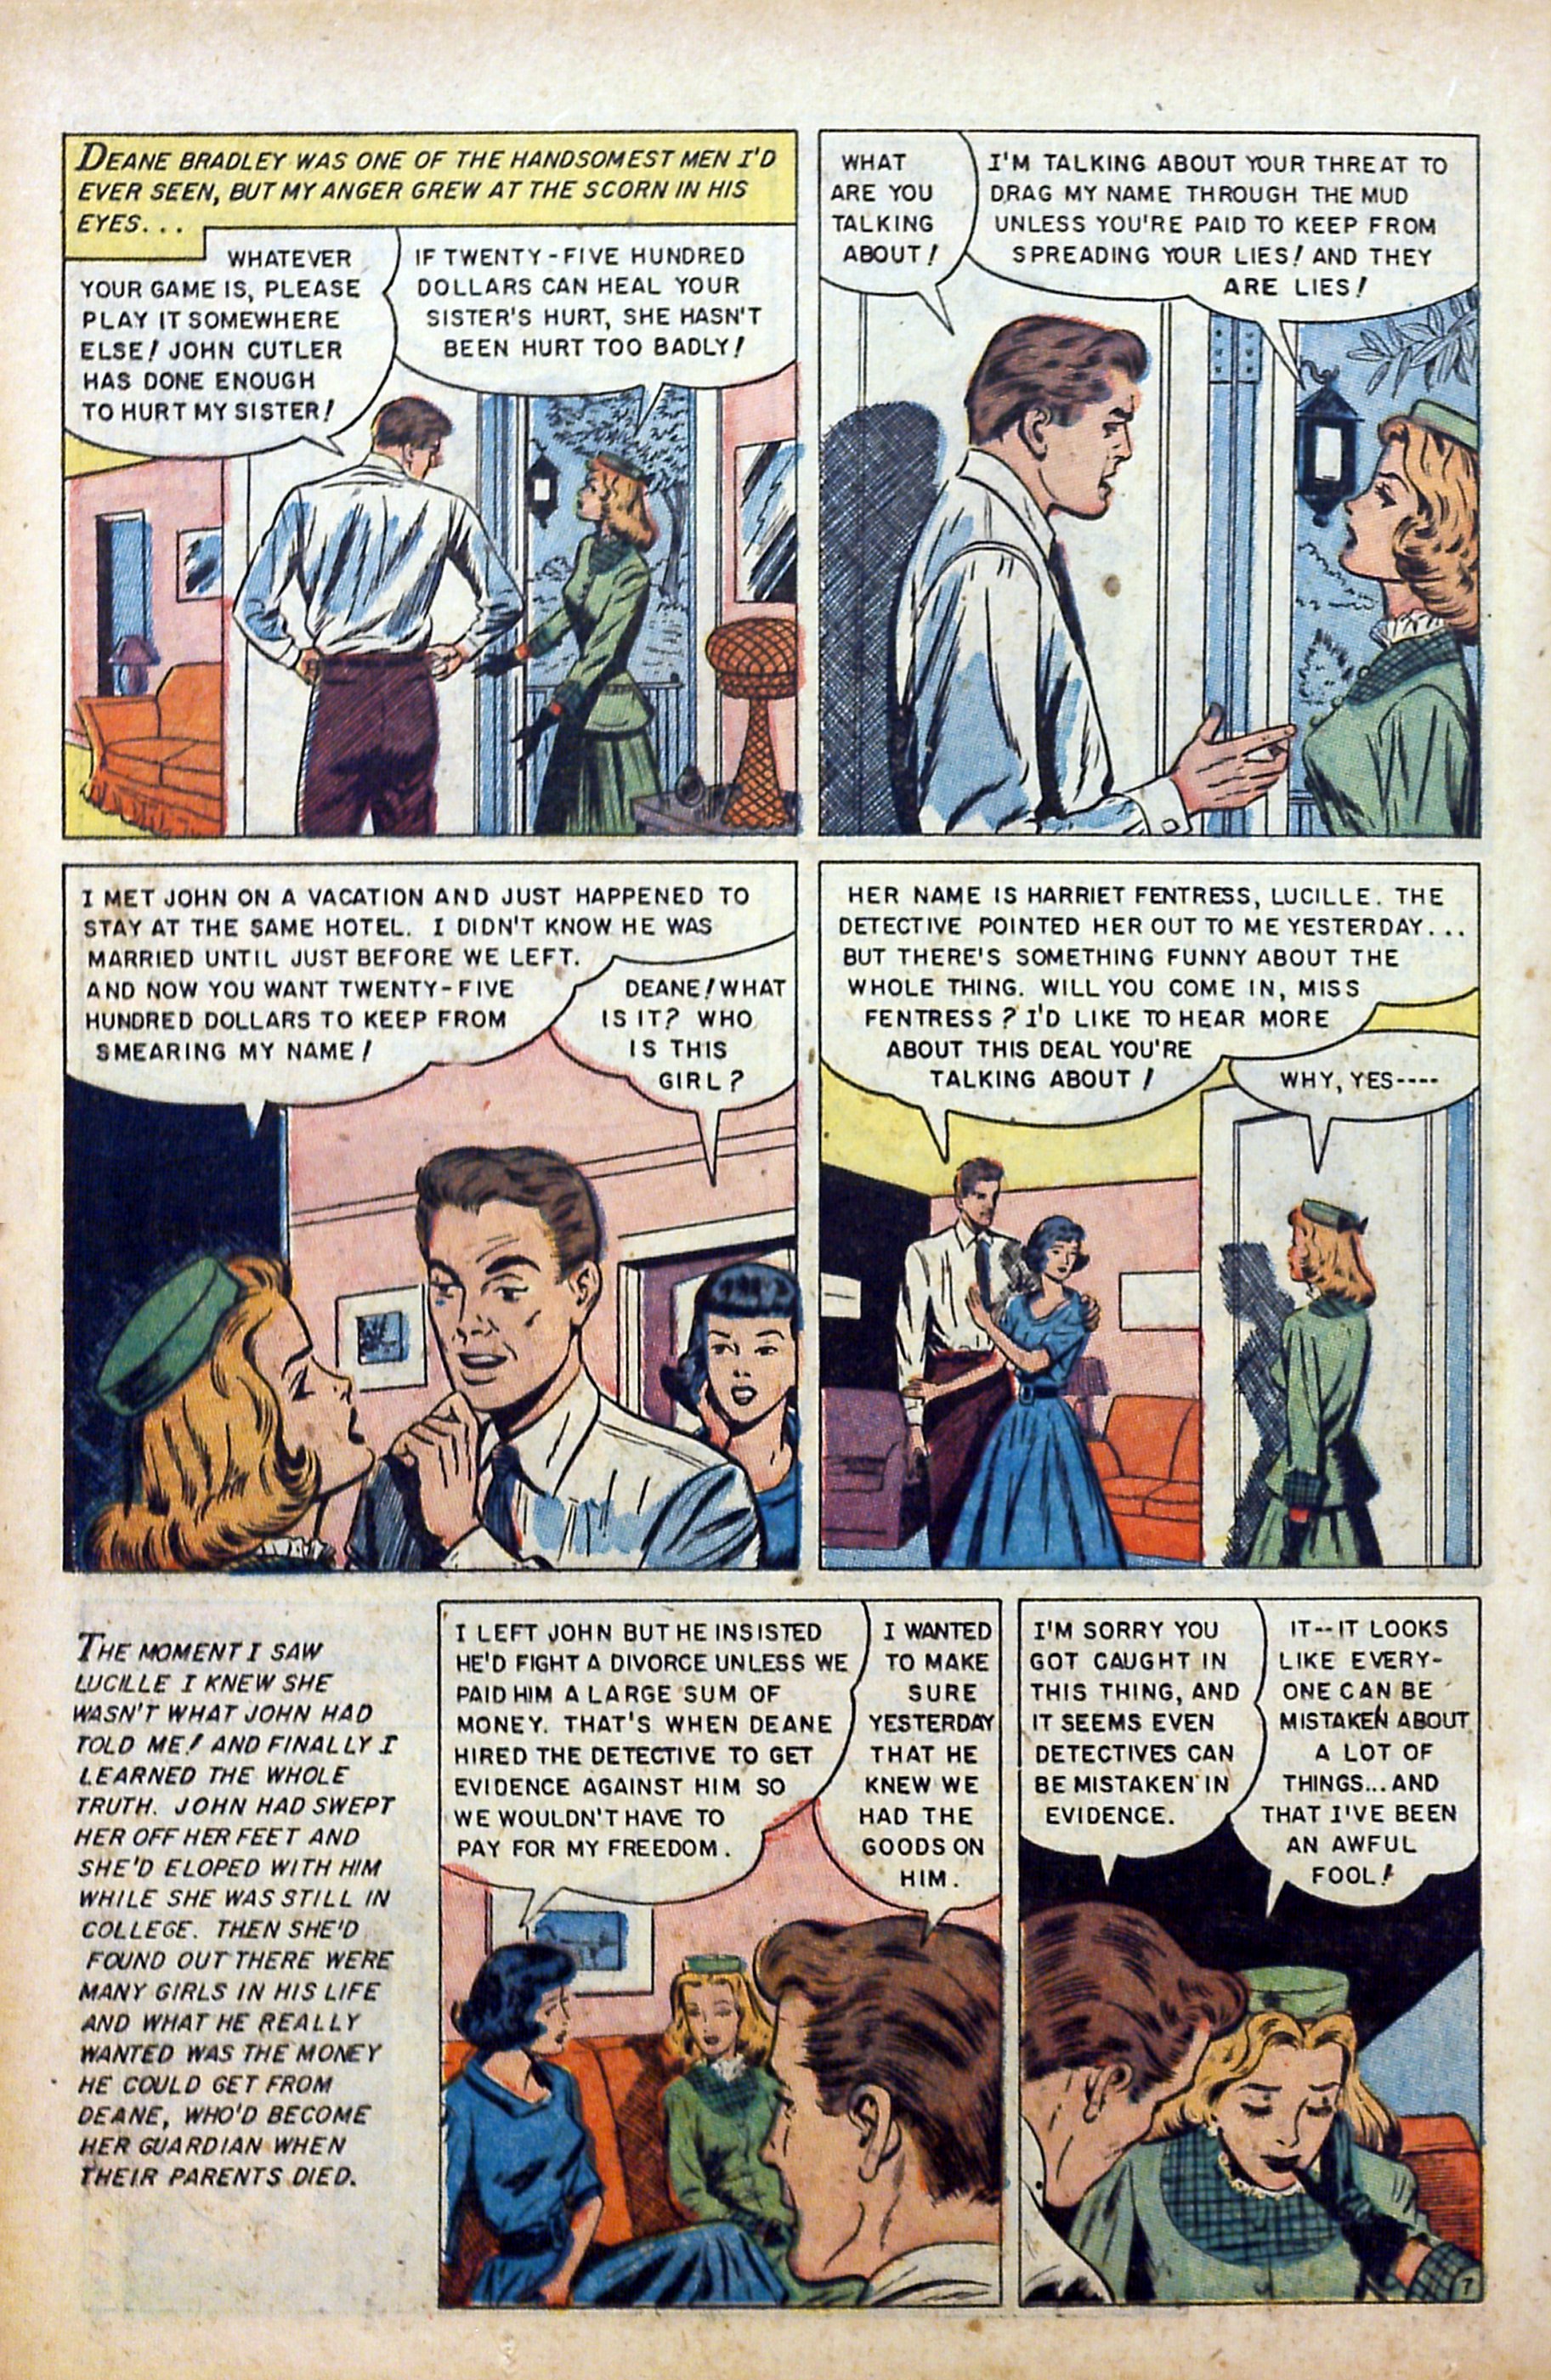 DEANE BRADLEY WAS ONE OF THE HANDSOMEST MEN I'D
EVER SEEN, BUT MY ANGER GREW AT THE SCORN IN HIS
EYES...
WHATEVER
YOUR GAME IS, PLEASE
PLAY IT SOMEWHERE
ELSE! JOHN CUTLER
HAS DONE ENOUGH
TO HURT MY SISTER!
IF TWENTY-FIVE HUNDRED
DOLLARS CAN HEAL YOUR
SISTER'S HURT, SHE HASN'T
BEEN HURT TOO BADLY!
WHAT
ARE YOU
TALKING
ABOUT!
I'M TALKING ABOUT YOUR THREAT TO
DRAG MY NAME THROUGH THE MUD
UNLESS YOU'RE PAID TO KEEP FROM
SPREADING YOUR LIES! AND THEY
ARE LIES!
I MET JOHN ON A VACATION AND JUST HAPPENED TO
STAY AT THE SAME HOTEL. I DIDN'T KNOW HE WAS
MARRIED UNTIL JUST BEFORE WE LEFT.
AND NOW YOU WANT TWENTY-FIVE
HUNDRED DOLLARS TO KEEP FROM
SMEARING MY NAME!
DEANE! WHAT
IS IT? WHO
IS THIS
GIRL?
HER NAME IS HARRIET FENTRESS, LUCILLE. THE
DETECTIVE POINTED HER OUT TO ME YESTERDAY...
BUT THERE'S SOMETHING FUNNY ABOUT THE
WHOLE THING. WILL YOU COME IN, MISS
FENTRESS? I'D LIKE TO HEAR MORE
ABOUT THIS DEAL YOU'RE
TALKING ABOUT!
WHY, YES----
THE MOMENT I SAW
LUCILLE I KNEW SHE
WASN'T WHAT JOHN HAD
TOLD ME! AND FINALLY I
LEARNED THE WHOLE
TRUTH. JOHN HAD SWEPT
HER OFF HER FEET AND
SHE'D ELOPED WITH HIM
WHILE SHE WAS STILL IN
COLLEGE. THEN SHE'D
FOUND OUT THERE WERE
MANY GIRLS IN HIS LIFE
AND WHAT HE REALLY
WANTED WAS THE MONEY
HE COULD GET FROM
DEANE, WHO'D BECOME
HER GUARDIAN WHEN
THEIR PARENTS DIED.
I LEFT JOHN BUT HE INSISTED
HE'D FIGHT A DIVORCE UNLESS WE
PAID HIM A LARGE SUM OF
MONEY. THAT'S WHEN DEANE
HIRED THE DETECTIVE TO GET
EVIDENCE AGAINST HIM SO
WE WOULDN'T HAVE TO
PAY FOR MY FREEDOM.
I WANTED
TO MAKE
SURE
YESTERDAY
THAT HE
KNEW WE
HAD THE
GOODS ON
HIM.
I'M SORRY YOU
GOT CAUGHT IN
THIS THING, AND
IT SEEMS EVEN
DETECTIVES CAN
BE MISTAKEN IN
EVIDENCE.
IT--IT LOOKS
LIKE EVERY-
ONE CAN BE
MISTAKEN ABOUT
A LOT OF
THINGS...AND
THAT I'VE BEEN
AN AWFUL
FOOL!
7